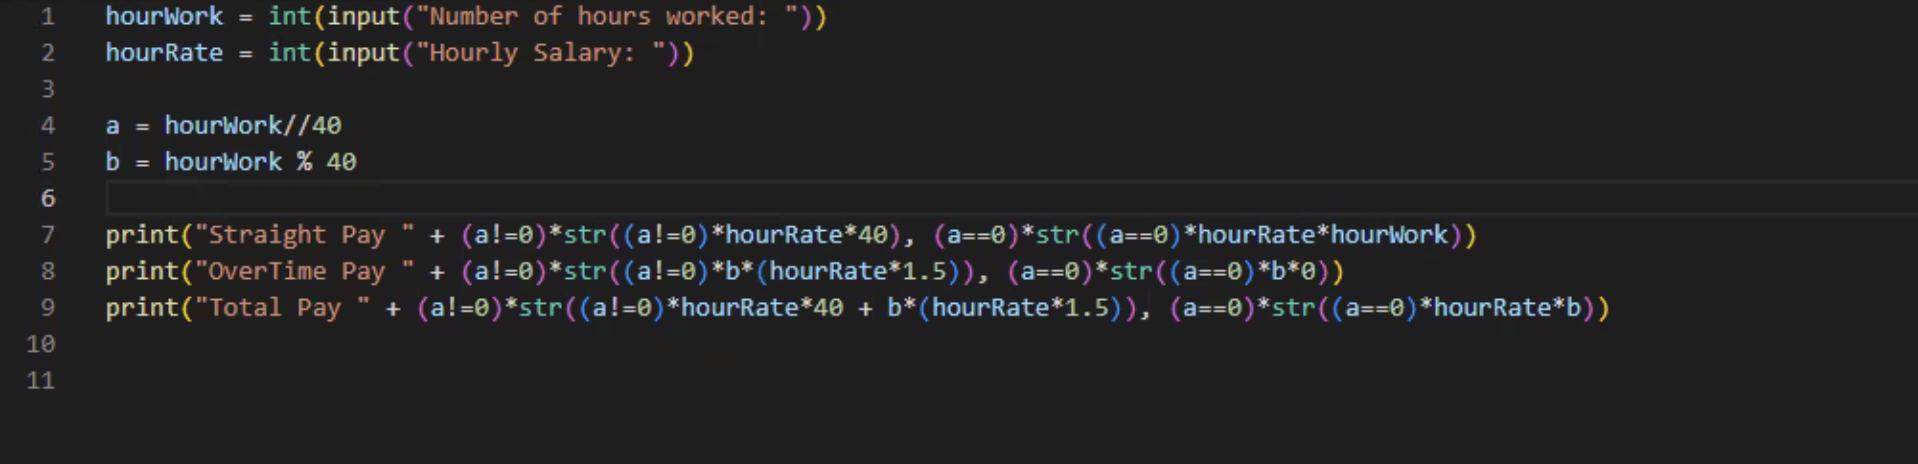 1 hourWork = int(input("Number of hours worked: "))
2 hourRate = int(input("Hourly Salary: "))
3
4 a = hourWork//40
5 b = hourWork % 40
6
7 print("Straight Pay " + (a!=0)*str((a!=0)*hourRate*40), (a==0)*str((a==0)*hourRate*hourWork))
8 print("OverTime Pay " + (a!=0)*str((a!=0)*b*(hourRate*1.5)), (a==0)*str((a==0)*b*0))
9 print("Total Pay " + (a!=0)*str((a!=0)*hourRate*40 + b*(hourRate*1.5)), (a==0)*str((a==0)*hourRate*b))
10
11